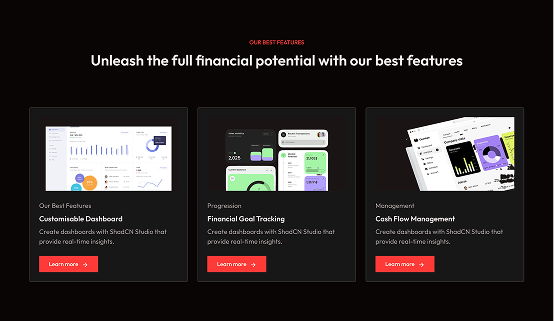 OUR BEST FEATURES
Unleash the full financial potential with our best features
Our Best Features
Customisable Dashboard
Create dashboards with ShadCN Studio that
provide real-time insights.
Learn more →
Progression
Financial Goal Tracking
Create dashboards with ShadCN Studio that
provide real-time insights.
Learn more →
Management
Cash Flow Management
Create dashboards with ShadCN Studio that
provide real-time insights.
Learn more →